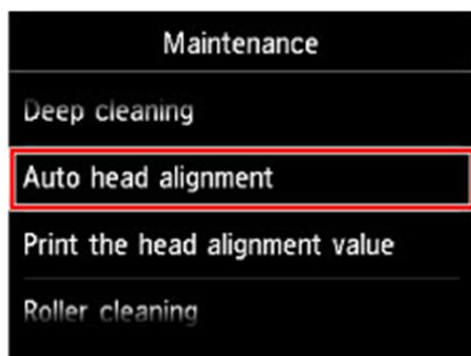 Maintenance
Deep cleaning
Auto head alignment
Print the head alignment value
Roller cleaning